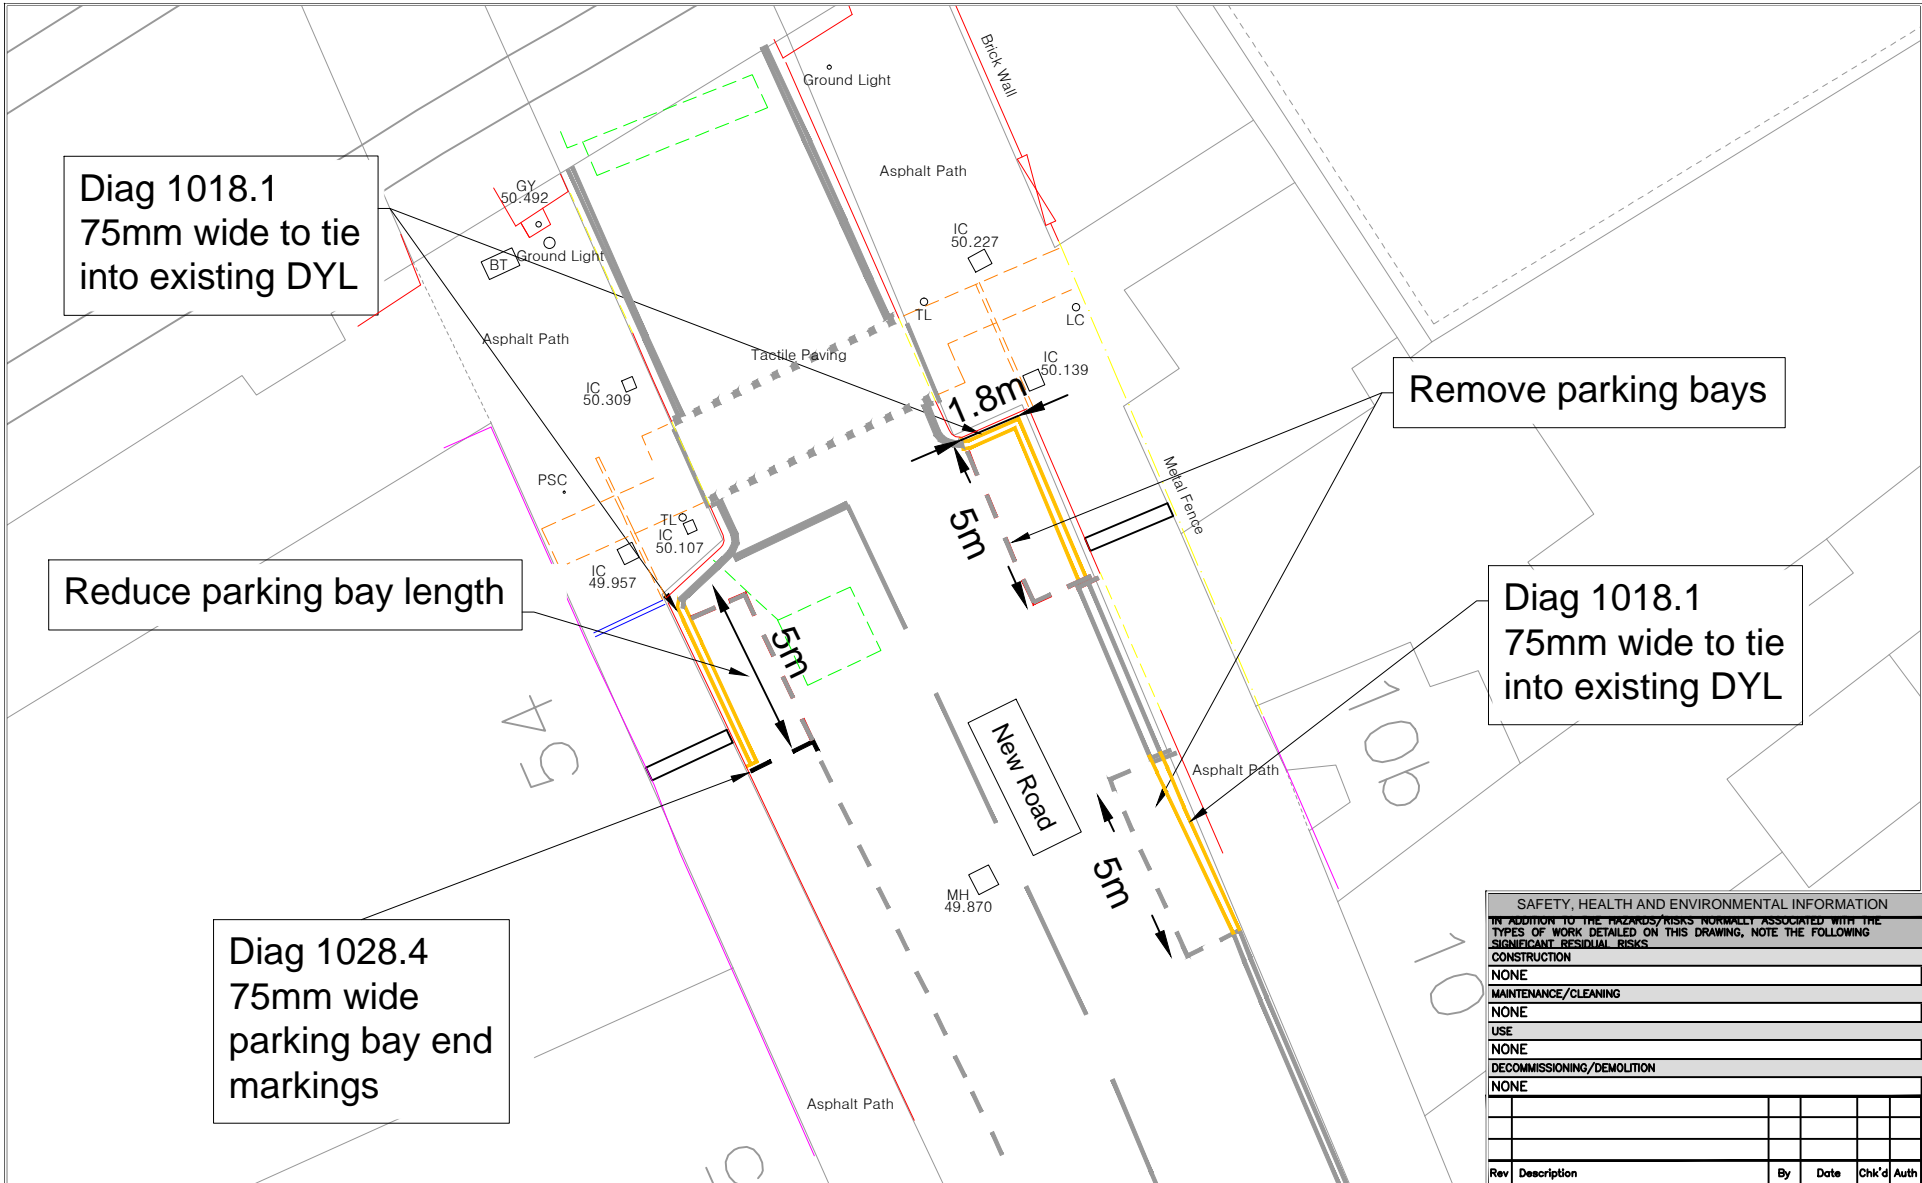 Ground Light
Brick Wall
Diag 1018.1
75mm wide to tie
into existing DYL
Asphalt Path
GY
50.492
IC
50.227
BT
Ground Light
TL
LC
Asphalt Path
Tactile Paving
IC
50.139
IC
50.309
1.8m
Remove parking bays
PSC
Metal Fence
TL
IC
50.107
5m
IC
49.957
Reduce parking bay length
Diag 1018.1
75mm wide to tie
into existing DYL
5m
45
10b
New Road
Asphalt Path
5m
MH
49.870
Diag 1028.4
75mm wide
parking bay end
markings
10
Asphalt Path
SAFETY, HEALTH AND ENVIRONMENTAL INFORMATION
IN ADDITION TO THE HAZARDS/RISKS NORMALLY ASSOCIATED WITH THE
TYPES OF WORK DETAILED ON THIS DRAWING, NOTE THE FOLLOWING
SIGNIFICANT RESIDUAL RISKS
CONSTRUCTION
NONE
MAINTENANCE/CLEANING
NONE
USE
NONE
DECOMMISSIONING/DEMOLITION
NONE
Rev Description By Date Chk'd Auth